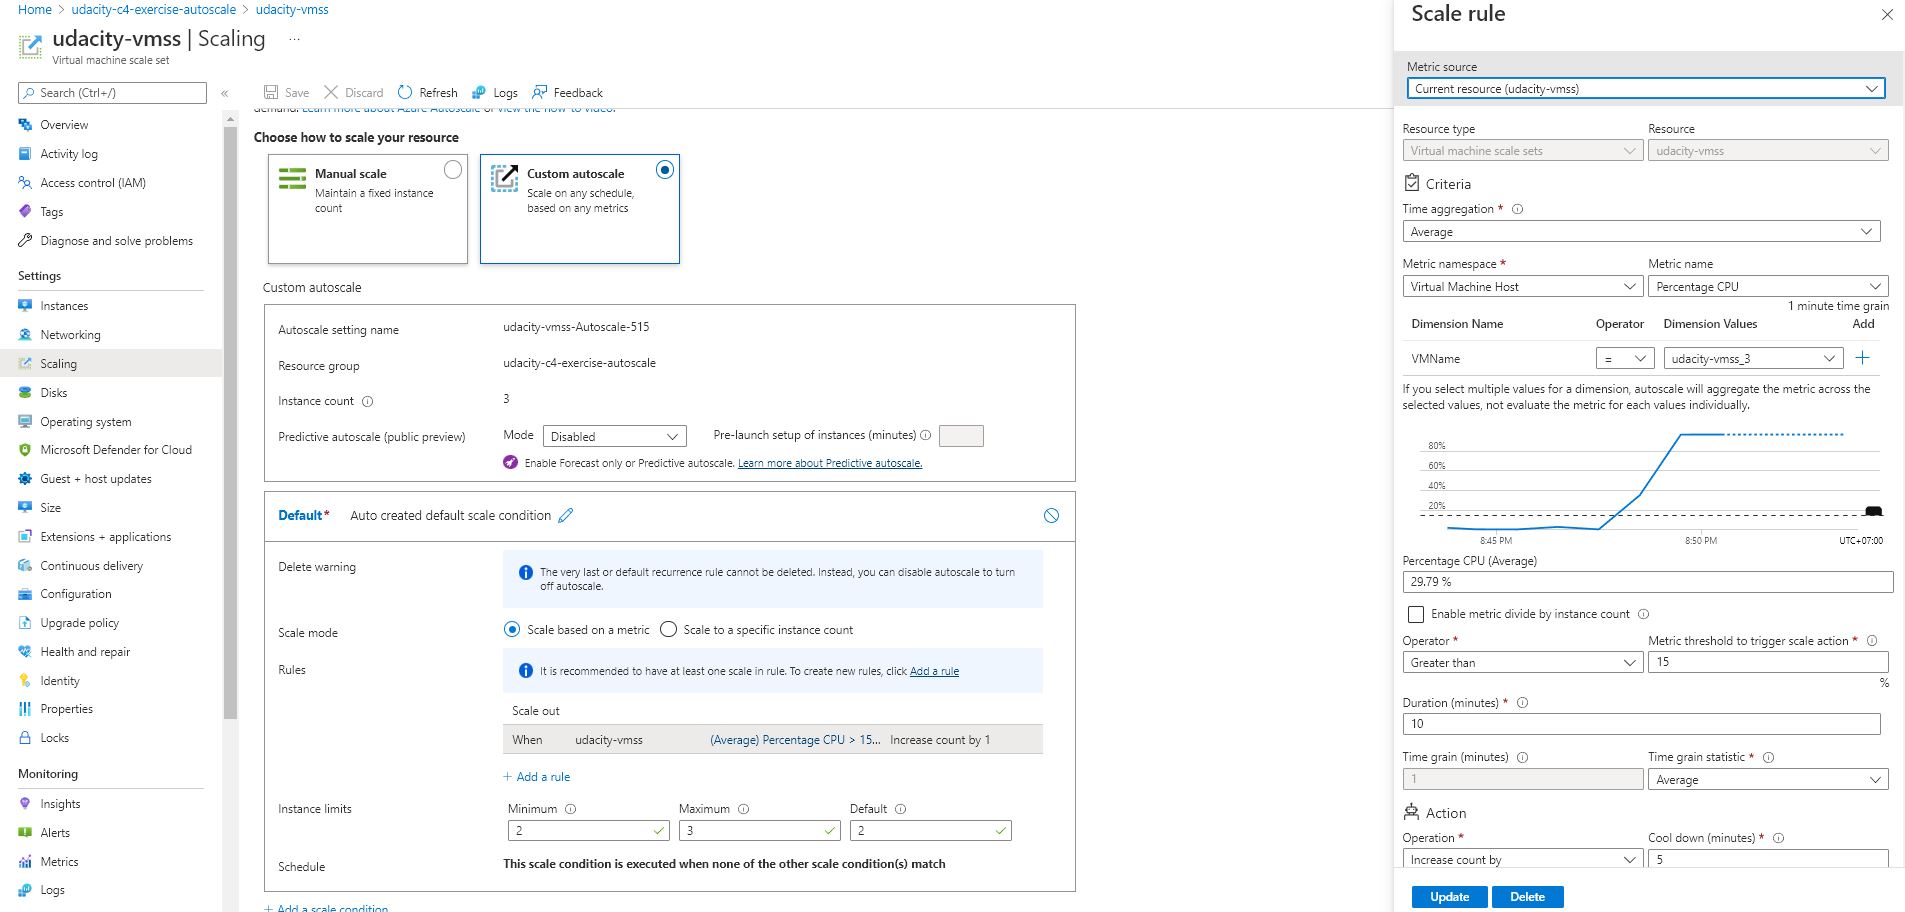 Home > udacity-c4-exercise-autoscale > udacity-vmss
udacity-vmss | Scaling ...
Virtual machine scale set
Search (Ctrl+/)
«
Save Discard Refresh Logs Feedback
demand. Learn more about Azure Autoscale or view the how-to video.
Overview
Activity log
Access control (IAM)
Tags
Diagnose and solve problems
Settings
Instances
Networking
Scaling
Disks
Operating system
Microsoft Defender for Cloud
Guest + host updates
Size
Extensions + applications
Continuous delivery
Configuration
Upgrade policy
Health and repair
Identity
Properties
Locks
Monitoring
Insights
Alerts
Metrics
Logs
Choose how to scale your resource
Manual scale
Maintain a fixed instance
count
Custom autoscale
Scale on any schedule,
based on any metrics
Custom autoscale
Autoscale setting name udacity-vmss-Autoscale-515
Resource group udacity-c4-exercise-autoscale
Instance count 3
Predictive autoscale (public preview) Mode Disabled Pre-launch setup of instances (minutes)
Enable Forecast only or Predictive autoscale. Learn more about Predictive autoscale.
Default* Auto created default scale condition
Delete warning
The very last or default recurrence rule cannot be deleted. Instead, you can disable autoscale to turn
off autoscale.
Scale mode Scale based on a metric Scale to a specific instance count
Rules It is recommended to have at least one scale in rule. To create new rules, click Add a rule
Scale out
When udacity-vmss (Average) Percentage CPU > 15... Increase count by 1
+ Add a rule
Instance limits Minimum Maximum Default
2 3 2
Schedule This scale condition is executed when none of the other scale condition(s) match
+ Add a scale condition
Scale rule
Metric source
Current resource (udacity-vmss)
Resource type Resource
Virtual machine scale sets udacity-vmss
Criteria
Time aggregation *
Average
Metric namespace * Metric name
Virtual Machine Host Percentage CPU
1 minute time grain
Dimension Name Operator Dimension Values Add
VMName = udacity-vmss_3 +
If you select multiple values for a dimension, autoscale will aggregate the metric across the
selected values, not evaluate the metric for each values individually.
80%
60%
40%
20%
8:45 PM 8:50 PM UTC+07:00
Percentage CPU (Average)
29.79 %
Enable metric divide by instance count
Operator * Metric threshold to trigger scale action *
Greater than 15
%
Duration (minutes) *
10
Time grain (minutes) Time grain statistic *
1 Average
Action
Operation * Cool down (minutes) *
Increase count by 5
Update Delete